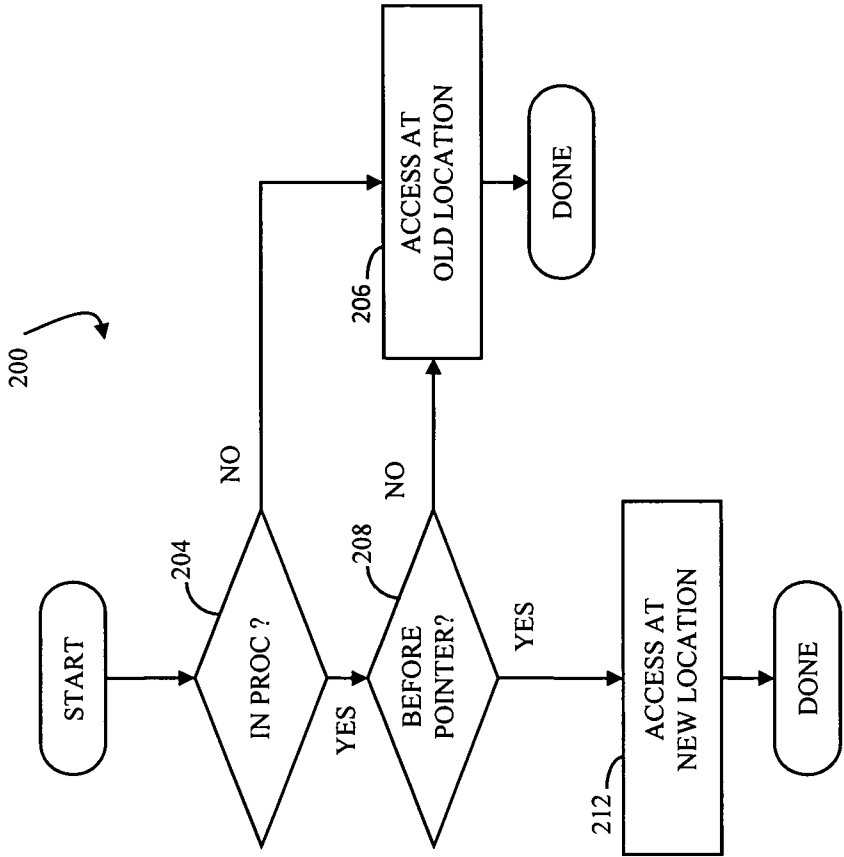 200
START
204
IN PROC ?
NO
YES
208
BEFORE
POINTER?
NO
206
ACCESS AT
OLD LOCATION
DONE
YES
212
ACCESS AT
NEW LOCATION
DONE